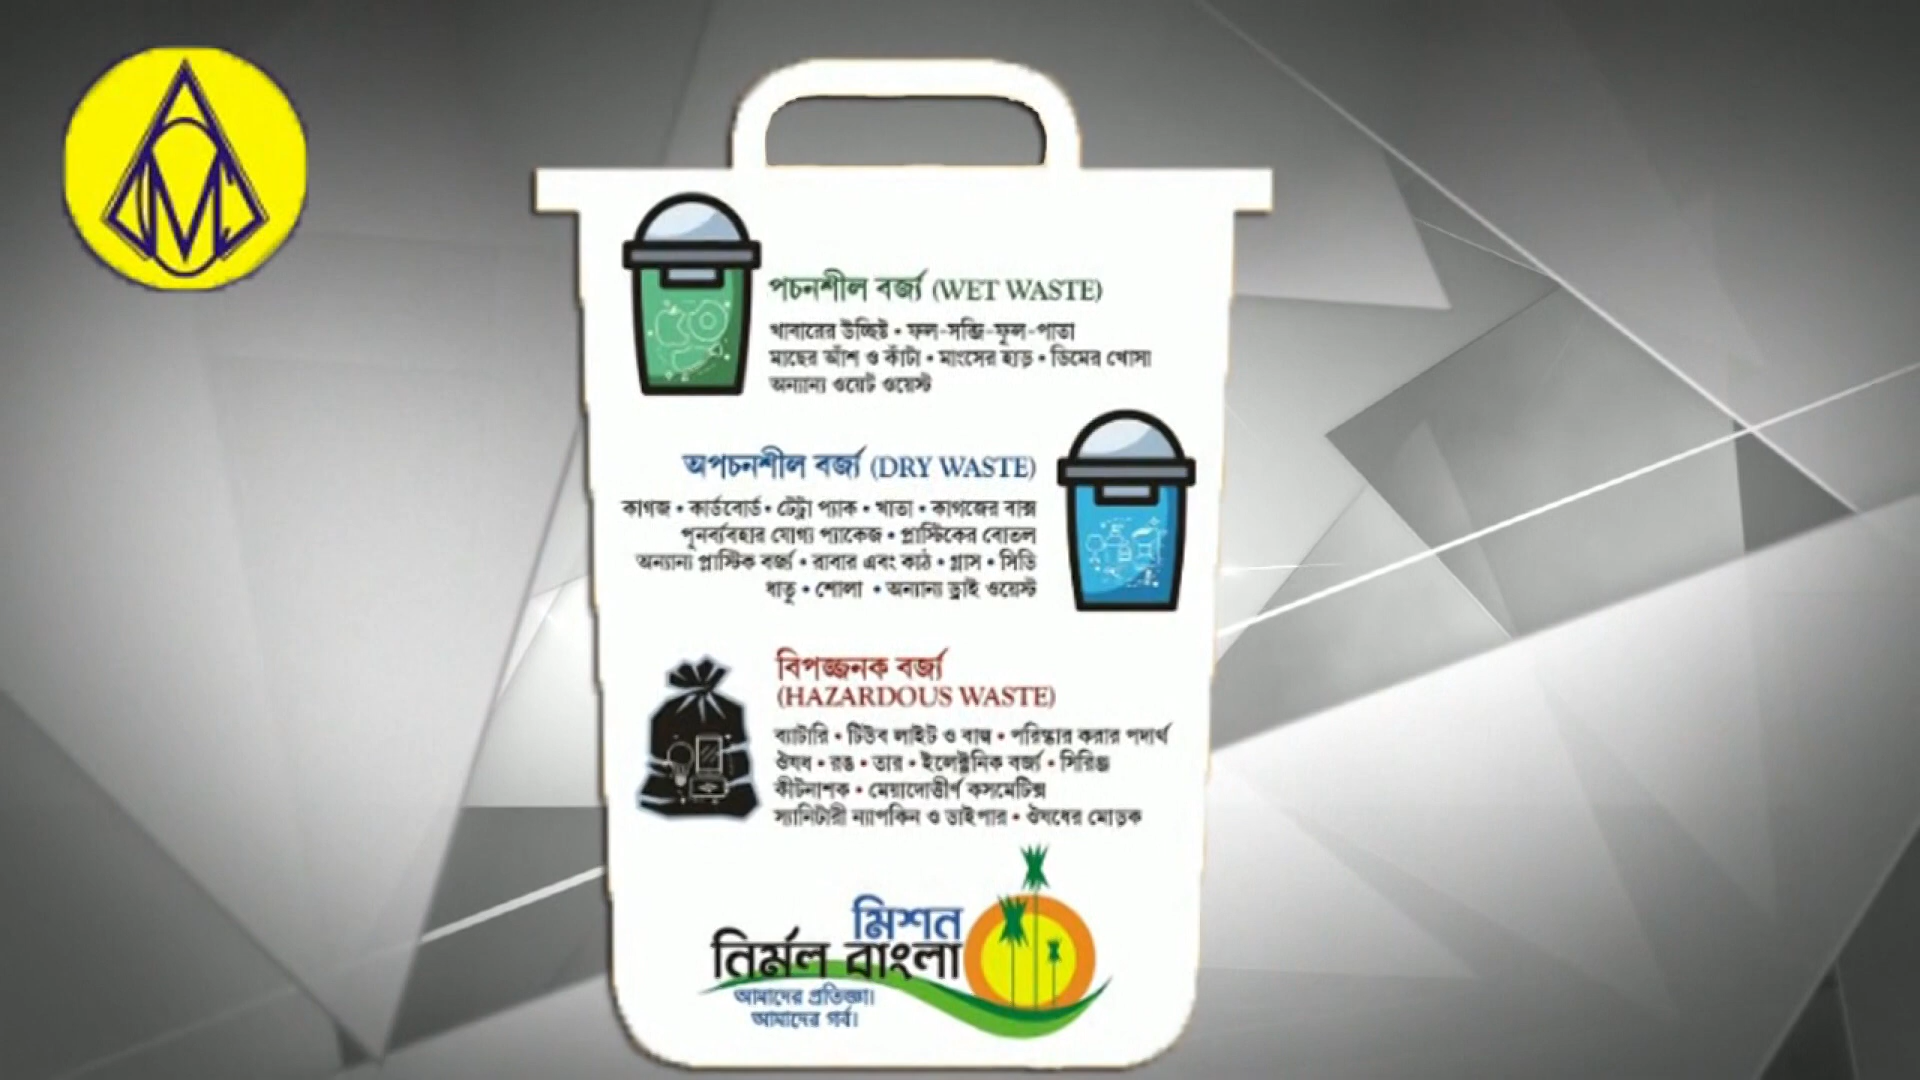 পচনশীল বর্জ্য (WET WASTE)
খাবারের উচ্ছিষ্ট • ফল-সব্জি-ফুল-পাতা
মাছের আঁশ ও কাঁটা • মাংসের হাড় • ডিমের খোসা
অন্যান্য ওয়েট ওয়েস্ট
অপচনশীল বর্জ্য (DRY WASTE)
কাগজ • কার্ডবোর্ড • টেট্রা প্যাক • খাতা • কাগজের বাক্স
পুনর্ব্যবহার যোগ্য প্যাকেজ • প্লাস্টিকের বোতল
অন্যান্য প্লাস্টিক বর্জ্য • রাবার এবং কাঠ • গ্লাস • সিডি
ধাতু • শোলা • অন্যান্য ড্রাই ওয়েস্ট
বিপজ্জনক বর্জ্য
(HAZARDOUS WASTE)
ব্যাটারি • টিউব লাইট ও বাল্ব • পরিষ্কার করার পদার্থ
ঔষধ • রঙ • তার • ইলেক্ট্রনিক বর্জ্য • সিরিঞ্জ
কীটনাশক • মেয়াদোত্তীর্ণ কসমেটিক্স
স্যানিটারী ন্যাপকিন ও ডাইপার • ঔষধের মোড়ক
মিশন
নির্মল বাংলা
আমাদের প্রতিজ্ঞা।
আমাদের গর্ব।